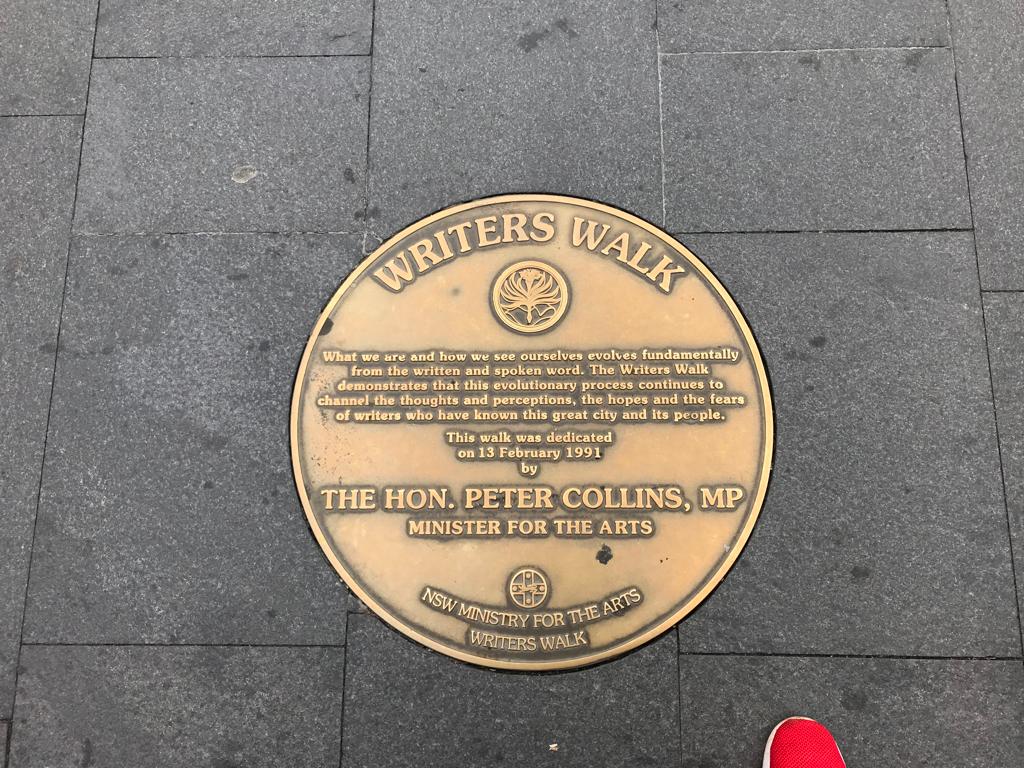 WRITERS WALK
What we are and how we see ourselves evolves fundamentally
from the written and spoken word. The Writers Walk
demonstrates that this evolutionary process continues to
channel the thoughts and perceptions, the hopes and the fears
of writers who have known this great city and its people.
This walk was dedicated
on 13 February 1991
by
THE HON. PETER COLLINS, MP
MINISTER FOR THE ARTS
NSW MINISTRY FOR THE ARTS
WRITERS WALK